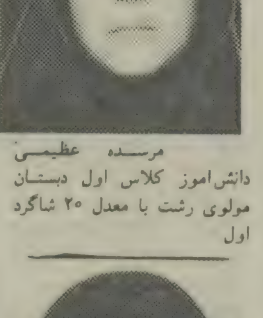 مرسده عظیمی
دانش‌آموز کلاس اول دبستان
مولوی رشت با معدل ۲۰ شاگرد
اول